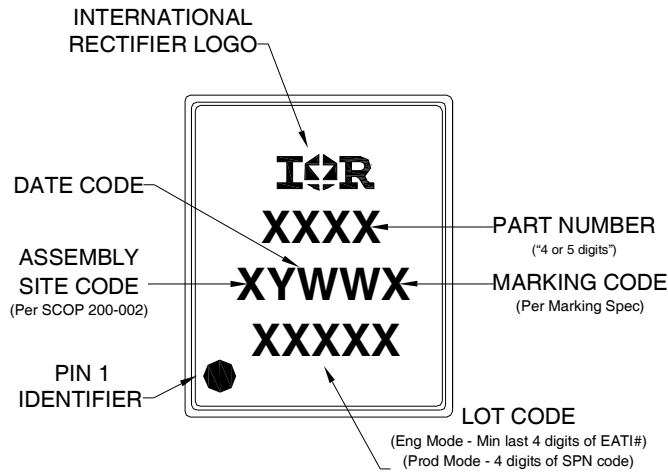 INTERNATIONAL
RECTIFIER LOGO
IOR
DATE CODE
XXXX
PART NUMBER
("4 or 5 digits")
ASSEMBLY
SITE CODE
(Per SCOP 200-002)
XYWWX
MARKING CODE
(Per Marking Spec)
XXXXX
PIN 1
IDENTIFIER
LOT CODE
(Eng Mode - Min last 4 digits of EATI#)
(Prod Mode - 4 digits of SPN code)